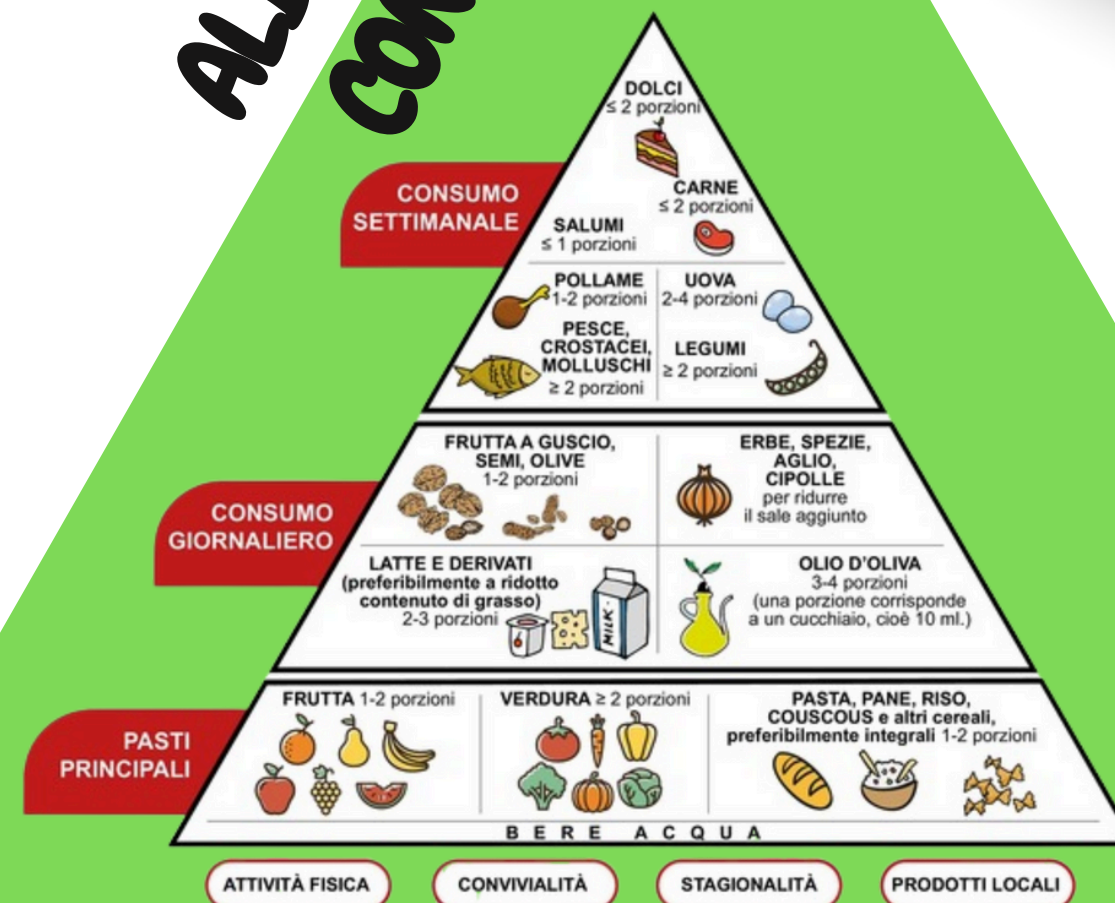 DOLCI
≤ 2 porzioni
CONSUMO
SETTIMANALE
CARNE
≤ 2 porzioni
SALUMI
≤ 1 porzioni
POLLAME
1-2 porzioni
UOVA
2-4 porzioni
PESCE,
CROSTACEI,
MOLLUSCHI
≥ 2 porzioni
LEGUMI
≥ 2 porzioni
CONSUMO
GIORNALIERO
FRUTTA A GUSCIO,
SEMI, OLIVE
1-2 porzioni
ERBE, SPEZIE,
AGLIO,
CIPOLLE
per ridurre
il sale aggiunto
LATTE E DERIVATI
(preferibilmente a ridotto
contenuto di grasso)
2-3 porzioni
MILK
OLIO D'OLIVA
3-4 porzioni
(una porzione corrisponde
a un cucchiaio, cioè 10 ml.)
PASTI
PRINCIPALI
FRUTTA 1-2 porzioni
VERDURA ≥ 2 porzioni
PASTA, PANE, RISO,
COUSCOUS e altri cereali,
preferibilmente integrali 1-2 porzioni
BERE ACQUA
ATTIVITÀ FISICA
CONVIVIALITÀ
STAGIONALITÀ
PRODOTTI LOCALI